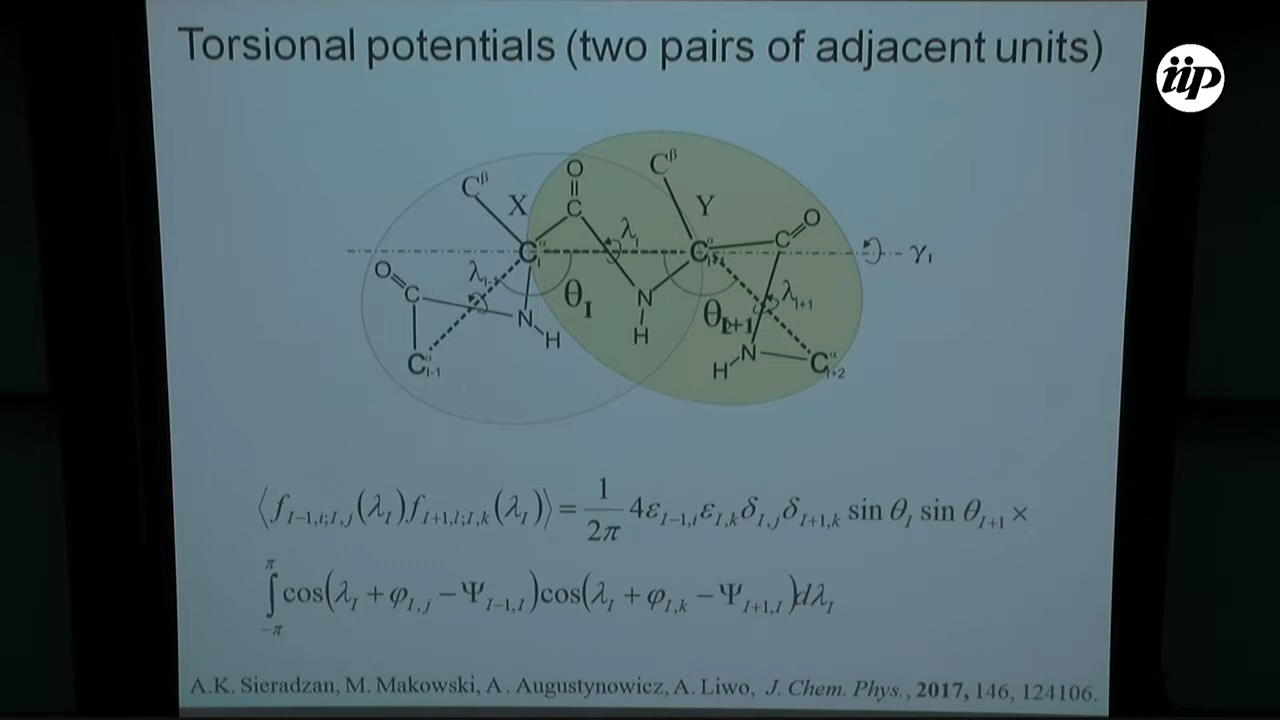 Torsional potentials (two pairs of adjacent units)
iip
O
C^β
C^β
X
C
Y
O
λ_I
C
C^α_I
C^α_{I+1}
γ_I
O
λ_{I-1}
C
θ_I
N
θ_{I+1}
λ_{I+1}
N
H
H
N
C^α_{I-1}
H
C^α_{I+2}
⟨f_{I−1,i;I,j}(λ_I)f_{I+1,l;I,k}(λ_I)⟩ = 1/2π 4ε_{I−1,i}ε_{I,k}δ_{I,j}δ_{I+1,k} sin θ_I sin θ_{I+1} ×
∫_{−π}^{π} cos(λ_I + φ_{I,j} − Ψ_{I−1,I})cos(λ_I + φ_{I,k} − Ψ_{I+1,I})dλ_I
A.K. Sieradzan, M. Makowski, A. Augustynowicz, A. Liwo, J. Chem. Phys., 2017, 146, 124106.